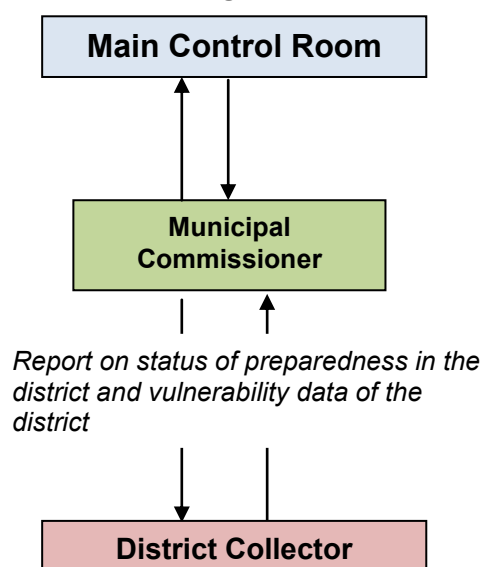 Main Control Room
Municipal
Commissioner
Report on status of preparedness in the
district and vulnerability data of the
district
District Collector